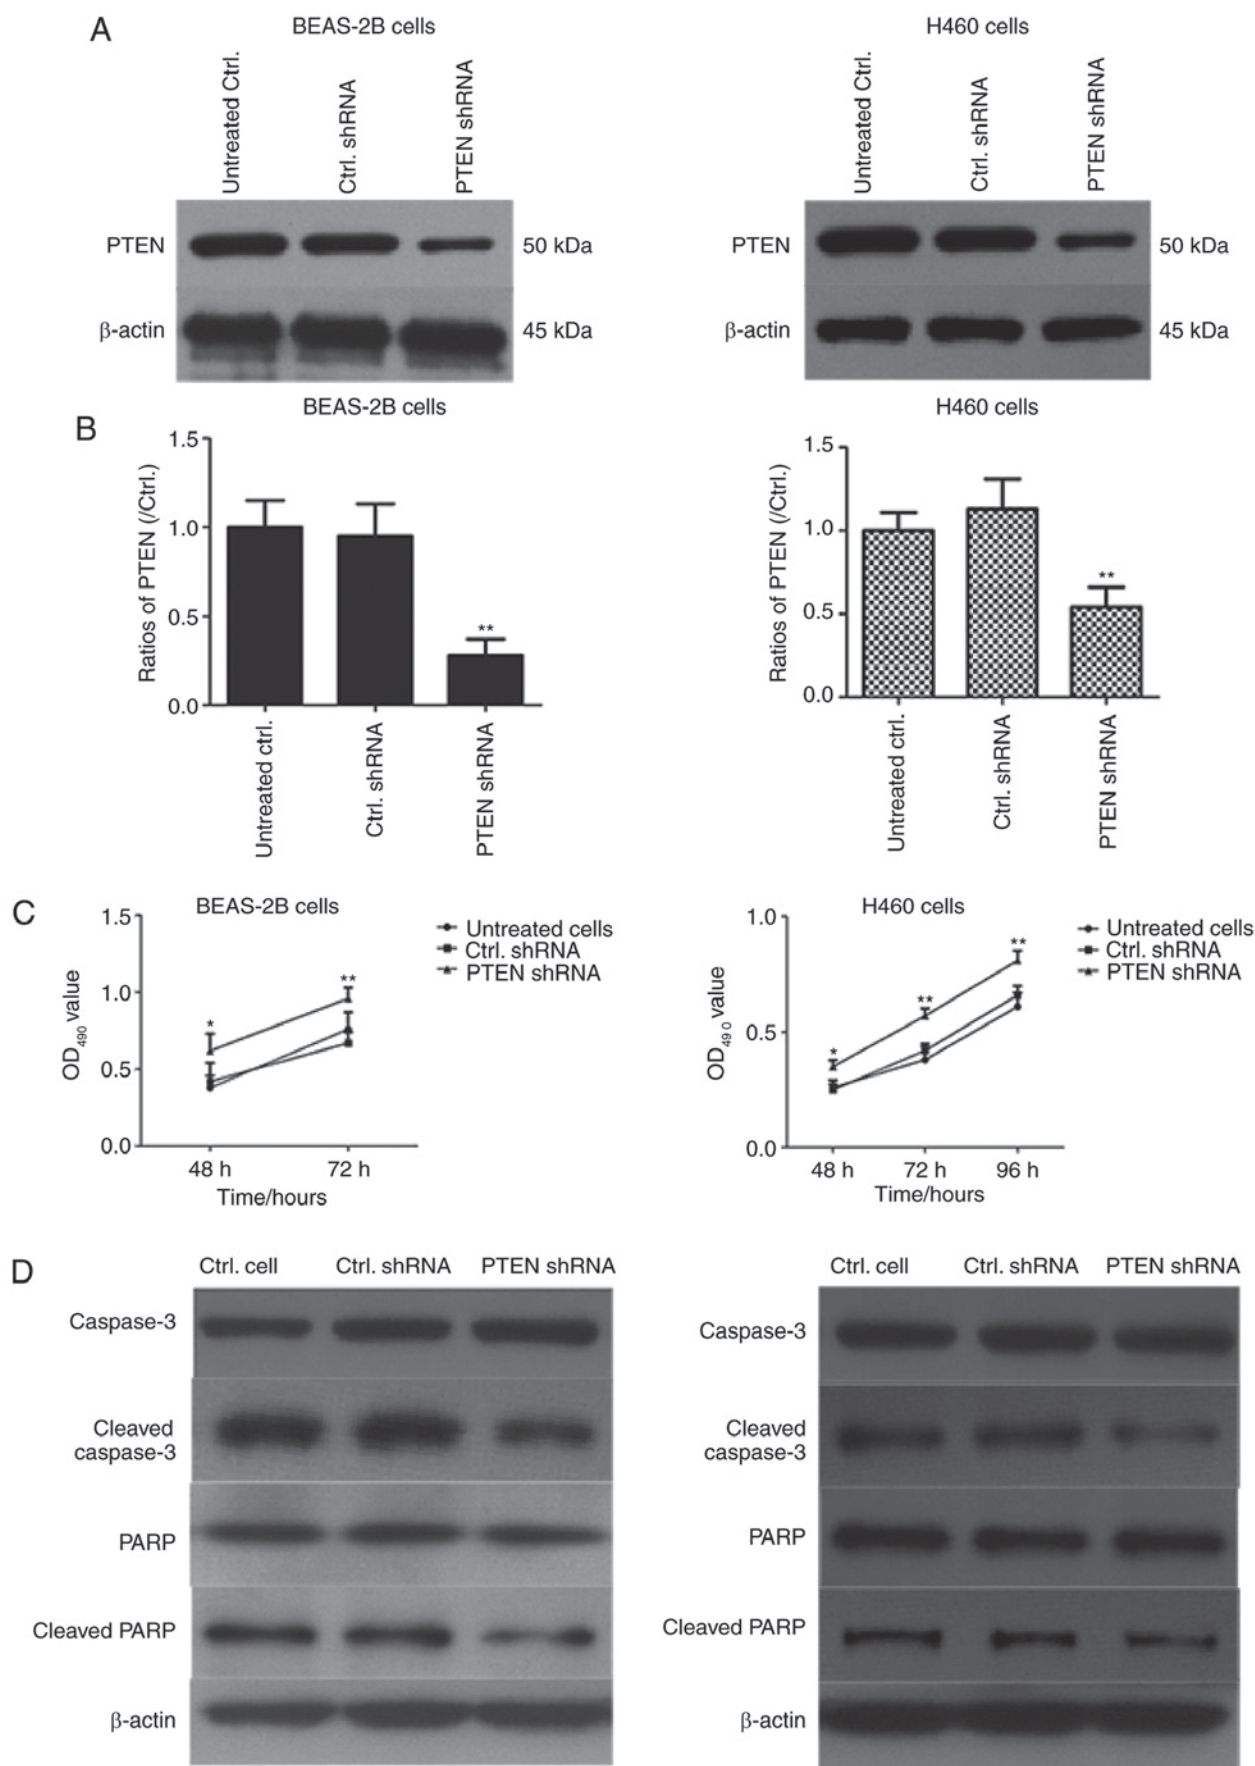 A
BEAS-2B cells
H460 cells
Untreated Ctrl.
Ctrl. shRNA
PTEN shRNA
Untreated Ctrl.
Ctrl. shRNA
PTEN shRNA
PTEN
50 kDa
PTEN
50 kDa
β-actin
45 kDa
β-actin
45 kDa
B
BEAS-2B cells
H460 cells
Ratios of PTEN (/Ctrl.)
1.5
1.0
0.5
0.0
**
Untreated ctrl.
Ctrl. shRNA
PTEN shRNA
Ratios of PTEN (/Ctrl.)
1.5
1.0
0.5
0.0
**
Untreated ctrl.
Ctrl. shRNA
PTEN shRNA
C
BEAS-2B cells
OD490 value
1.5
1.0
0.5
0.0
*
**
48 h
72 h
Time/hours
Untreated cells
Ctrl. shRNA
PTEN shRNA
H460 cells
OD490 value
1.0
0.5
0.0
*
**
**
48 h
72 h
96 h
Time/hours
Untreated cells
Ctrl. shRNA
PTEN shRNA
D
Ctrl. cell
Ctrl. shRNA
PTEN shRNA
Caspase-3
Cleaved
caspase-3
PARP
Cleaved PARP
β-actin
Ctrl. cell
Ctrl. shRNA
PTEN shRNA
Caspase-3
Cleaved
caspase-3
PARP
Cleaved PARP
β-actin